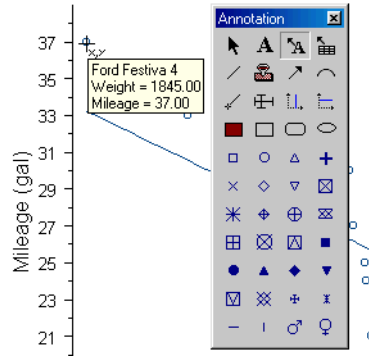 Annotation
A A
37
x,y
Ford Festiva 4
Weight = 1845.00
Mileage = 37.00
35
33
31
29
27
25
23
21
Mileage (gal)